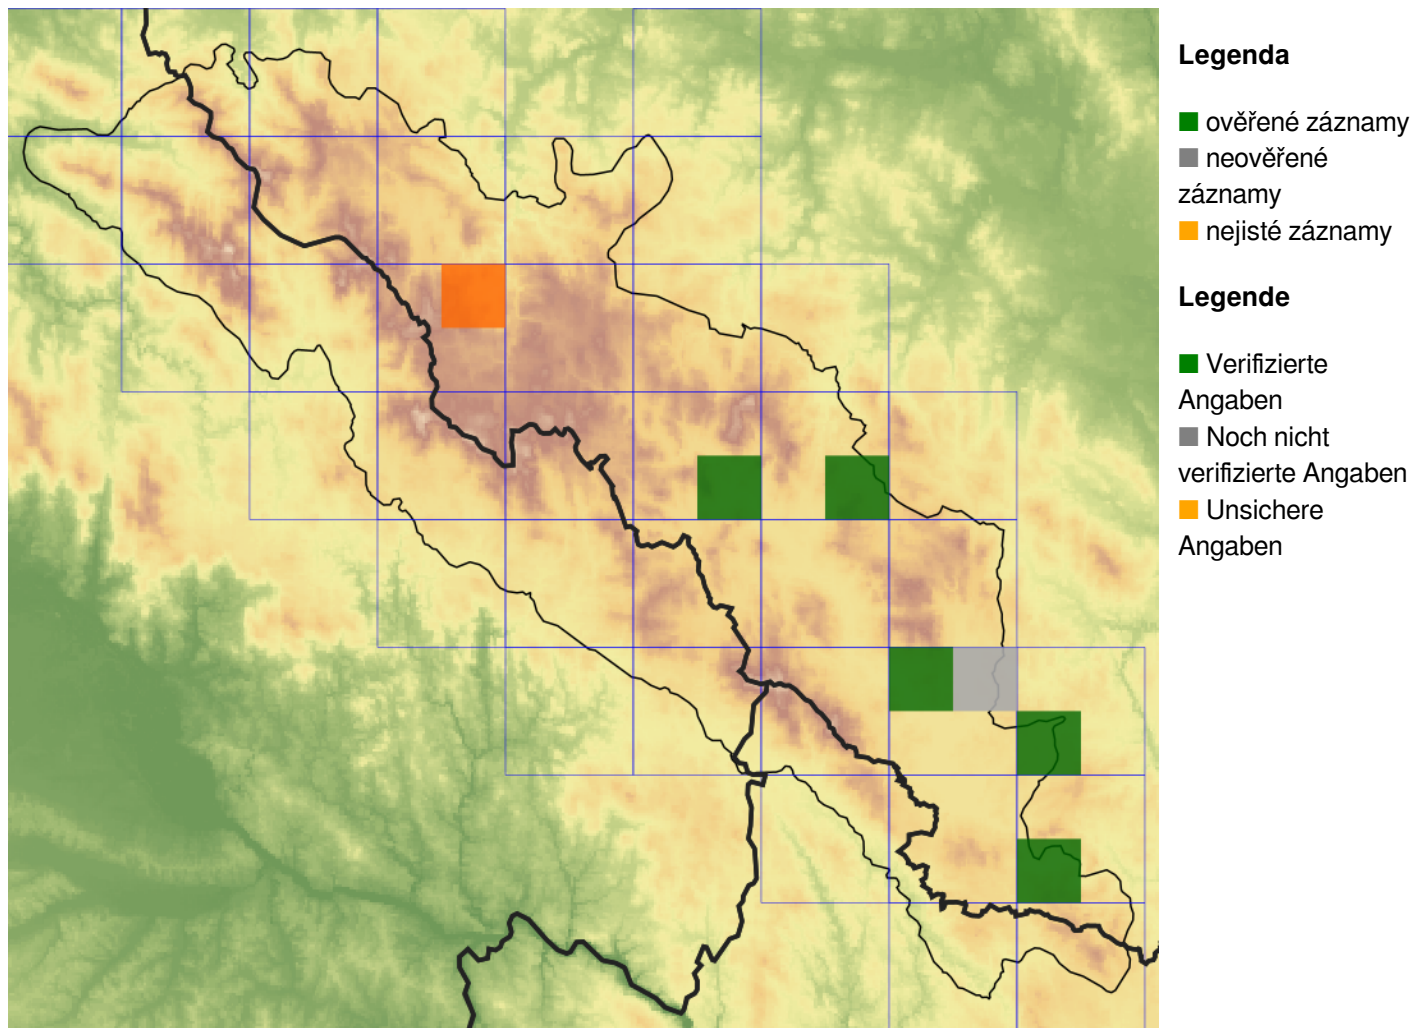 Legenda
ověřené záznamy
neověřené
záznamy
nejisté záznamy
Legende
Verifizierte
Angaben
Noch nicht
verifizierte Angaben
Unsichere
Angaben